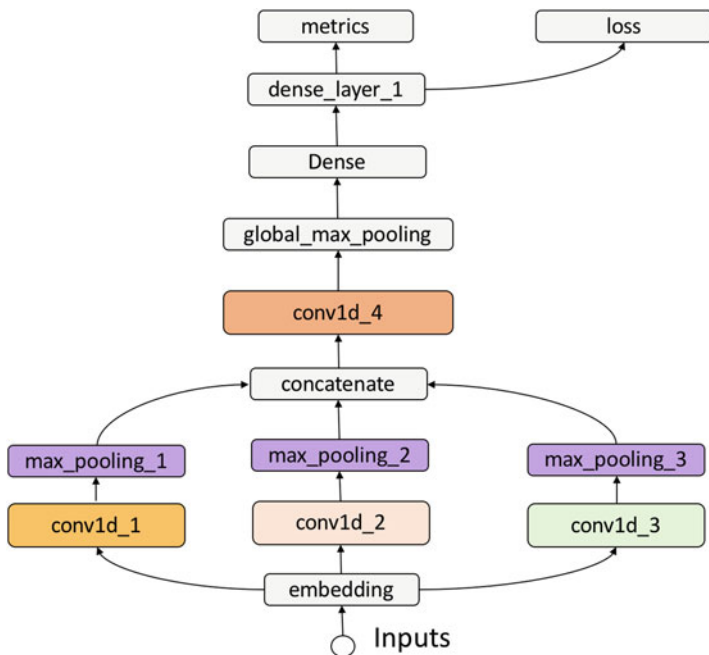 metrics
loss
dense_layer_1
Dense
global_max_pooling
conv1d_4
concatenate
max_pooling_1
max_pooling_2
max_pooling_3
conv1d_1
conv1d_2
conv1d_3
embedding
Inputs